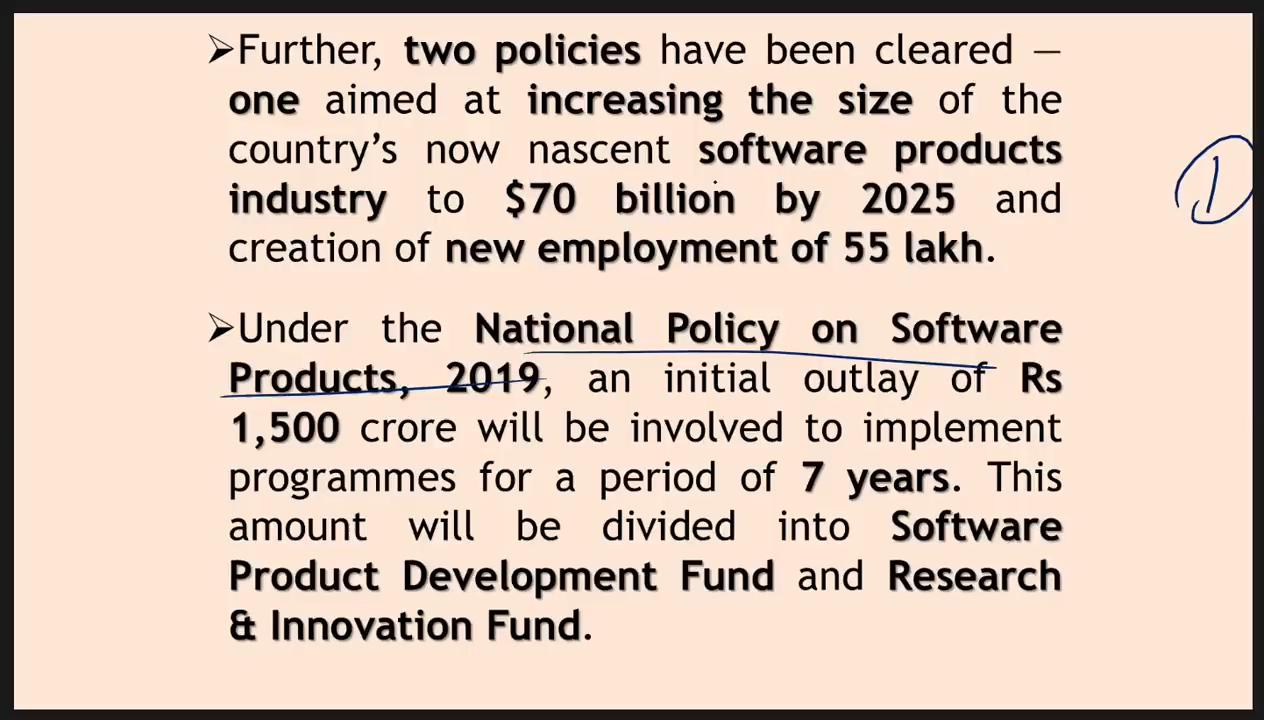 ➢Further, two policies have been cleared —
one aimed at increasing the size of the
country’s now nascent software products
industry to $70 billion by 2025 and
creation of new employment of 55 lakh.
➢Under the National Policy on Software
Products, 2019, an initial outlay of Rs
1,500 crore will be involved to implement
programmes for a period of 7 years. This
amount will be divided into Software
Product Development Fund and Research
& Innovation Fund.
1